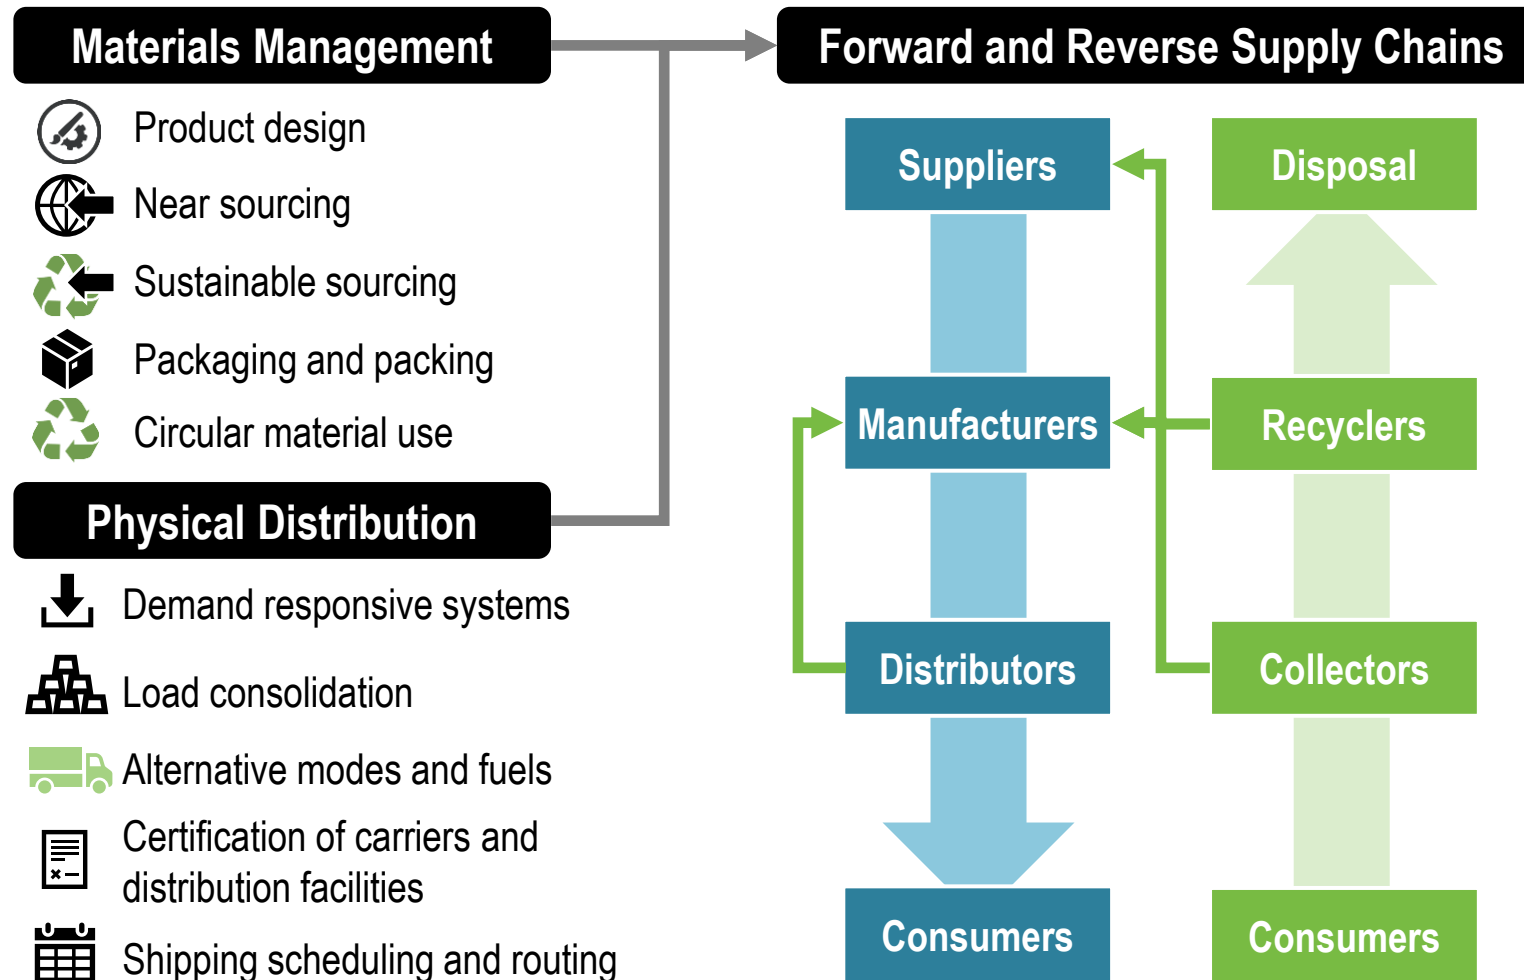 Materials Management
Product design
Near sourcing
Sustainable sourcing
Packaging and packing
Circular material use
Physical Distribution
Demand responsive systems
Load consolidation
Alternative modes and fuels
Certification of carriers and
distribution facilities
Shipping scheduling and routing
Forward and Reverse Supply Chains
Suppliers
Manufacturers
Distributors
Consumers
Disposal
Recyclers
Collectors
Consumers